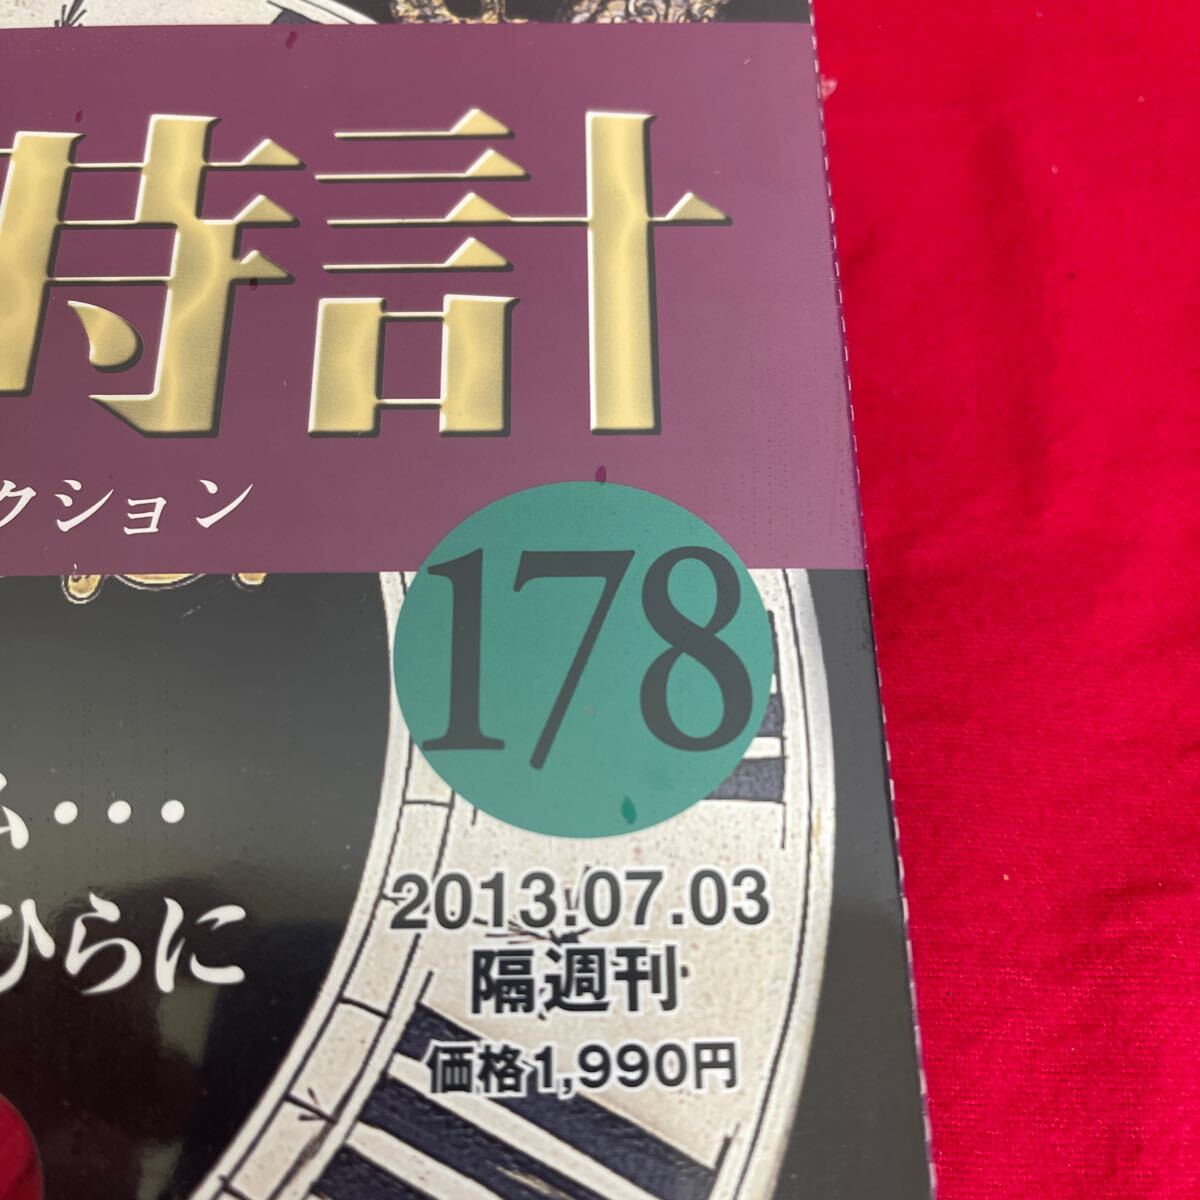 時計
クション
178
ム・・・
ひらに
2013.07.03
隔週刊
価格1,990円